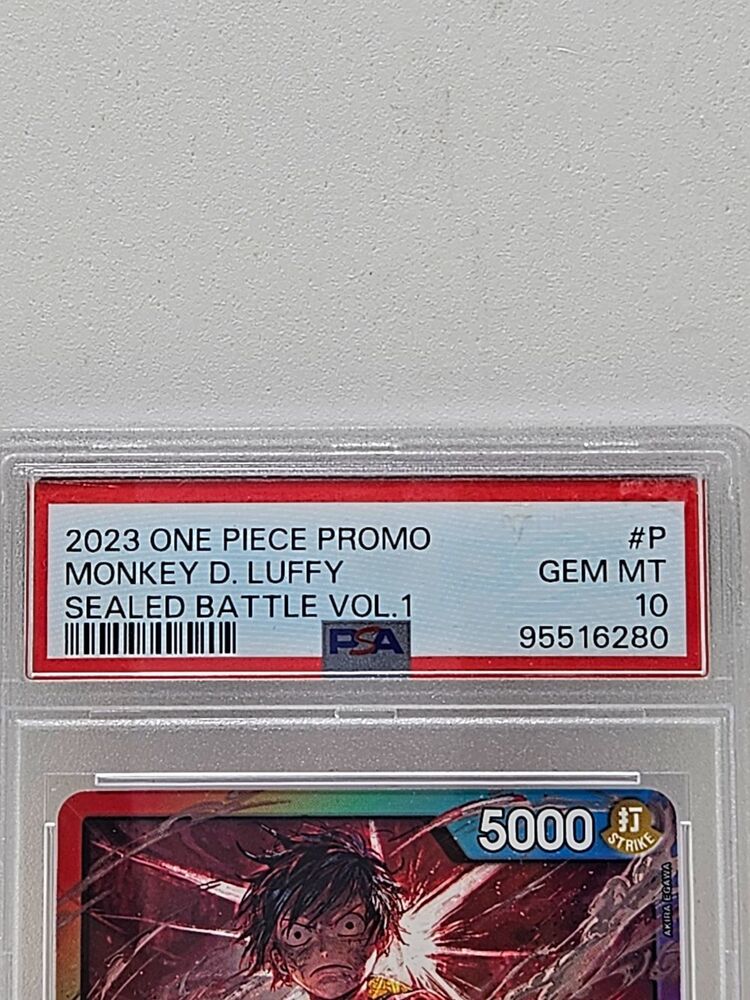 2023 ONE PIECE PROMO #P
MONKEY D. LUFFY GEM MT
SEALED BATTLE VOL.1 10
PSA 95516280
5000 打
STRIKE
AKIRA EGAWA